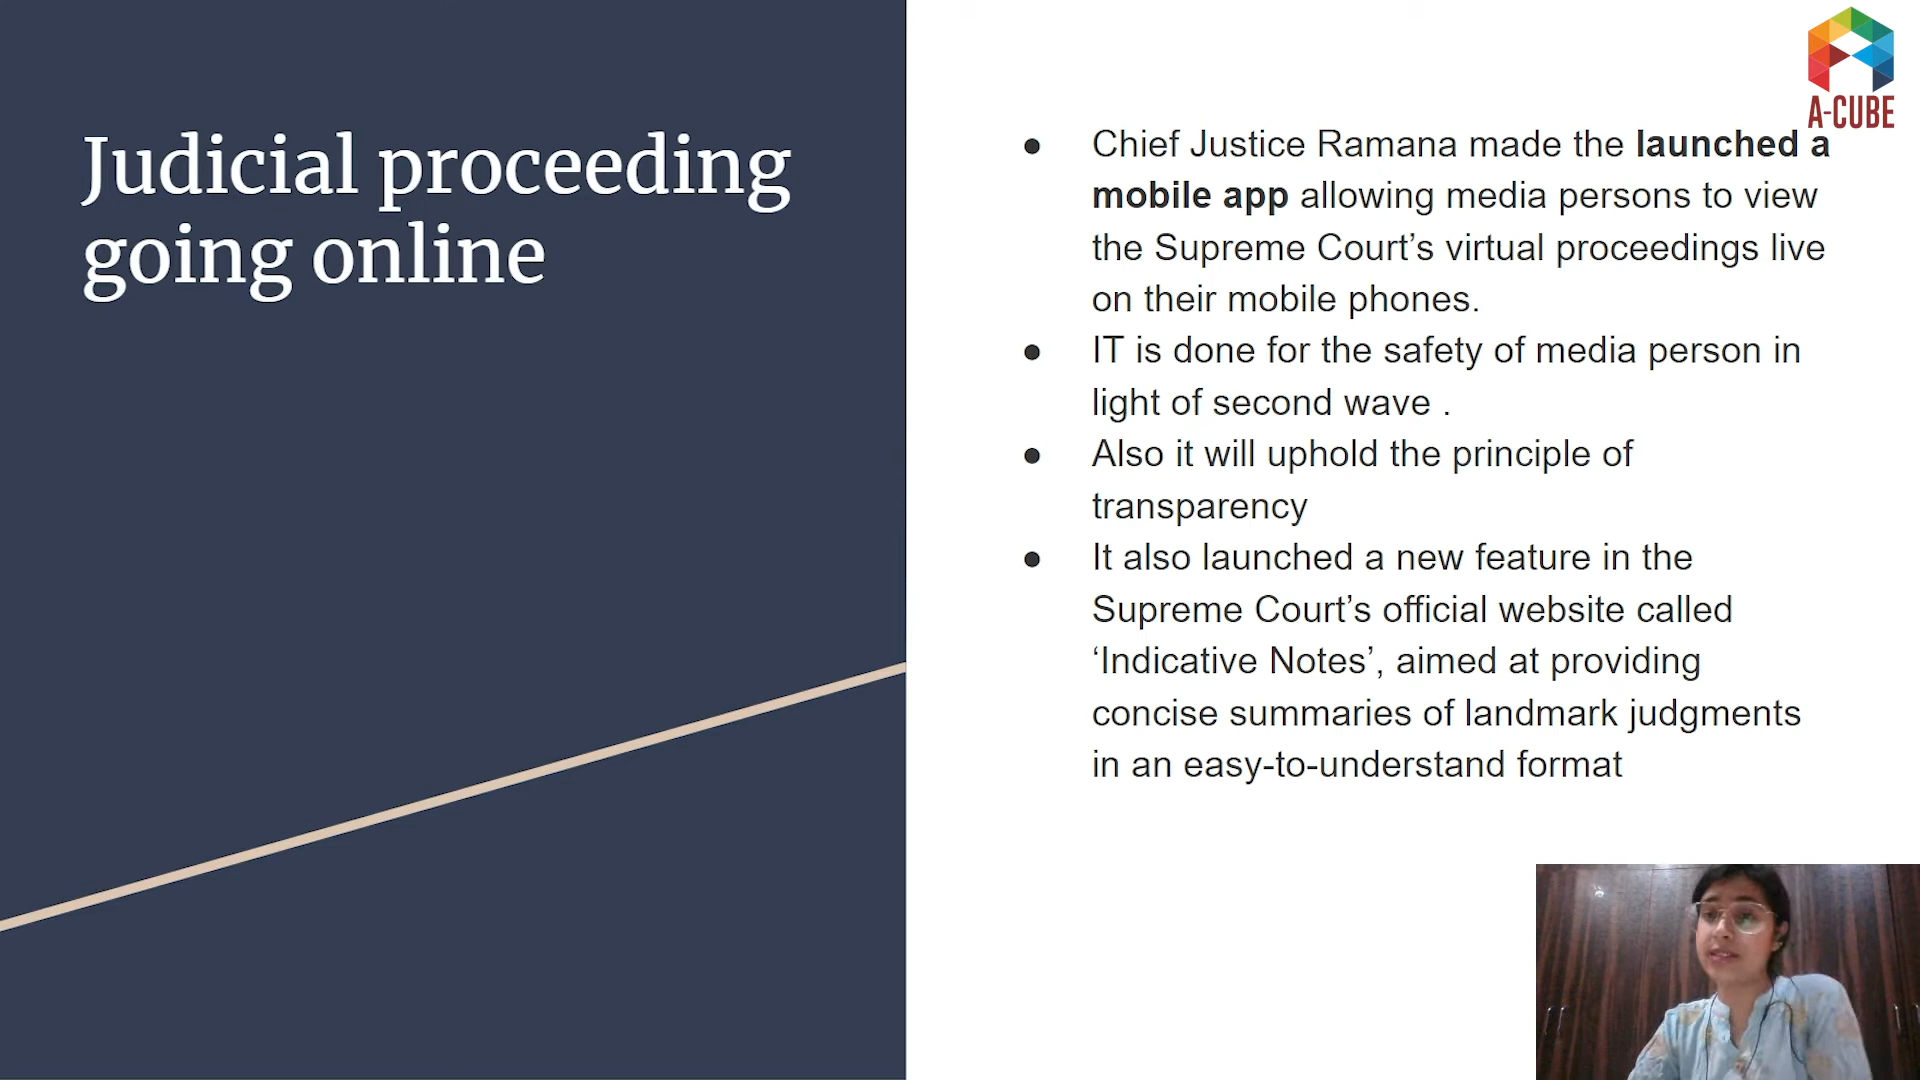 Judicial proceeding
going online
A-CUBE
● Chief Justice Ramana made the launched a
mobile app allowing media persons to view
the Supreme Court’s virtual proceedings live
on their mobile phones.
● IT is done for the safety of media person in
light of second wave .
● Also it will uphold the principle of
transparency
● It also launched a new feature in the
Supreme Court’s official website called
‘Indicative Notes’, aimed at providing
concise summaries of landmark judgments
in an easy-to-understand format